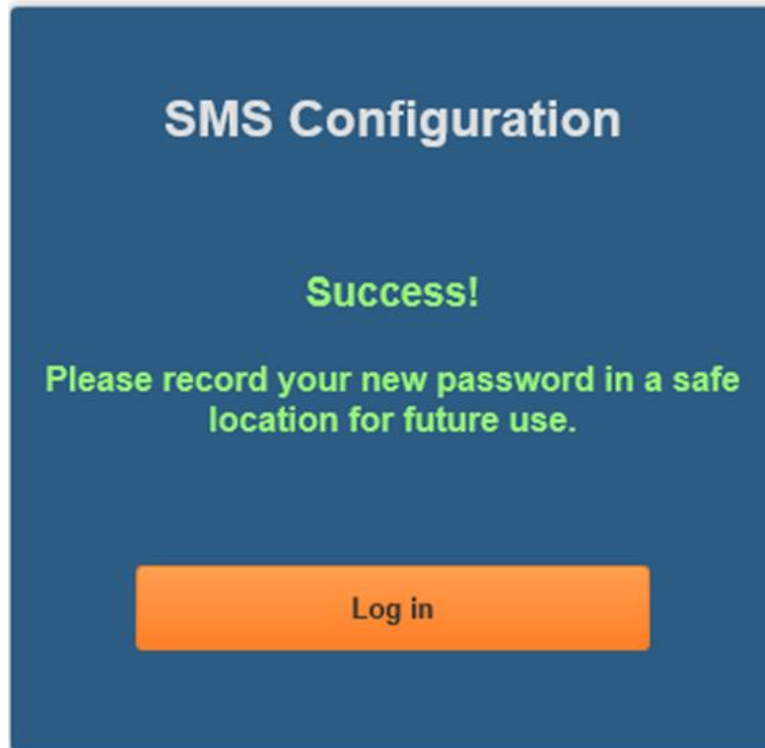 SMS Configuration
Success!
Please record your new password in a safe
location for future use.
Log in